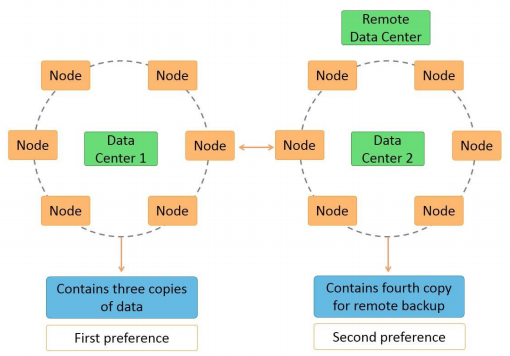 Remote
Data Center
Node
Node
Node
Node
Node
Data
Center 1
Node
Node
Data
Center 2
Node
Node
Node
Node
Node
Contains three copies
of data
Contains fourth copy
for remote backup
First preference
Second preference